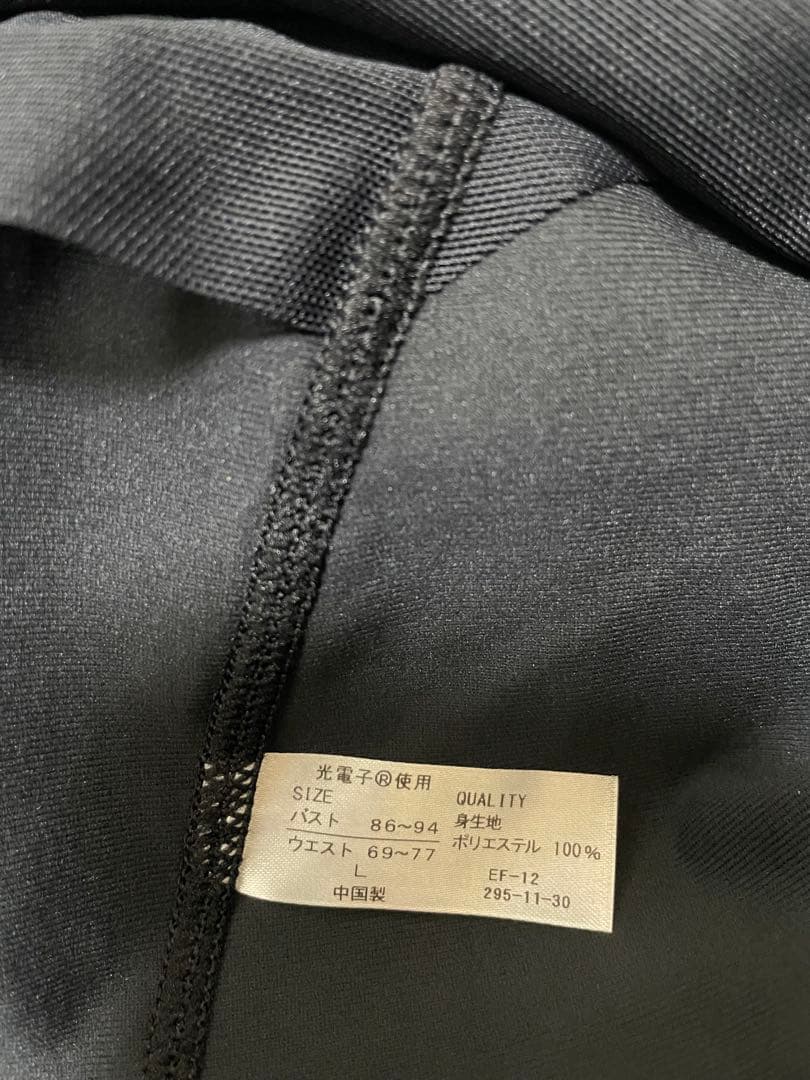 光電子®使用
SIZE QUALITY
バスト 86~94 身生地
ウエスト 69~77 ポリエステル 100%
L EF-12
中国製 295-11-30